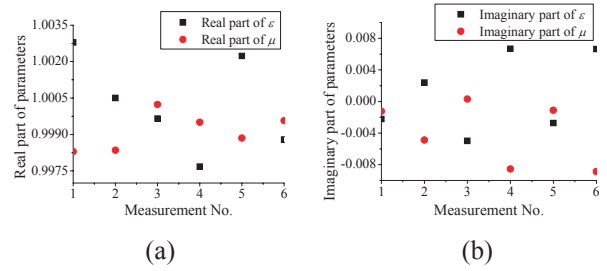 Real part of ε
Real part of μ
1.0035
1.0020
1.0005
0.9990
0.9975
Real part of parameters
1 2 3 4 5 6
Measurement No.
(a)
Imaginary part of ε
Imaginary part of μ
0.008
0.004
0.000
-0.004
-0.008
Imaginary part of parameters
1 2 3 4 5 6
Measurement No.
(b)